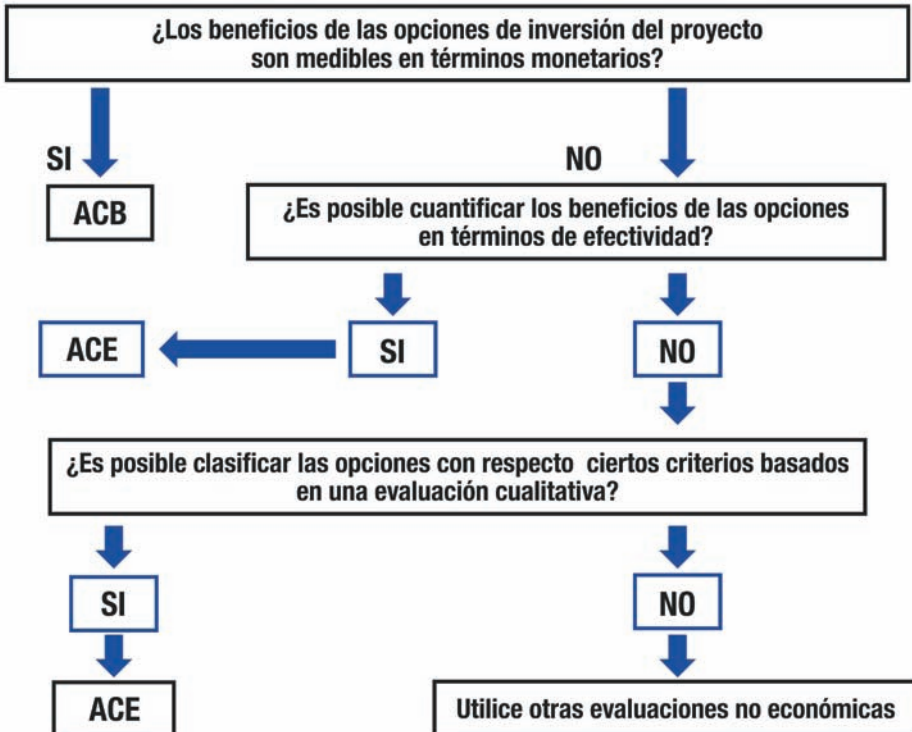 ¿Los beneficios de las opciones de inversión del proyecto
son medibles en términos monetarios?
SI
NO
ACB
¿Es posible cuantificar los beneficios de las opciones
en términos de efectividad?
ACE
SI
NO
¿Es posible clasificar las opciones con respecto ciertos criterios basados
en una evaluación cualitativa?
SI
NO
ACE
Utilice otras evaluaciones no económicas